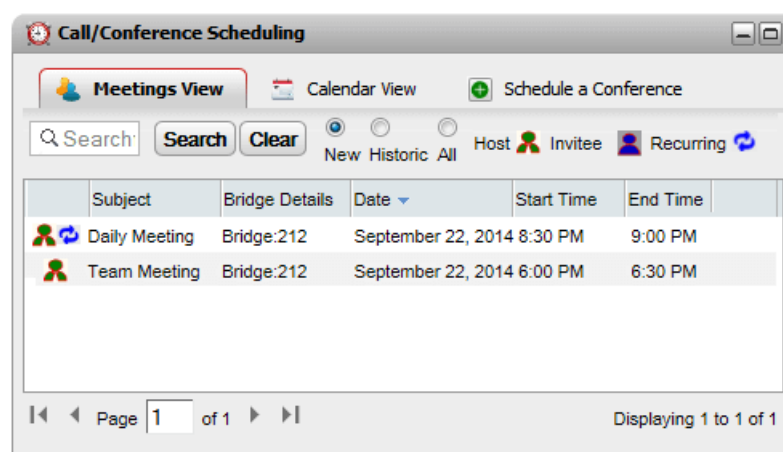 Call/Conference Scheduling
Meetings View Calendar View Schedule a Conference
Search Search Clear New Historic All Host Invitee Recurring
Subject Bridge Details Date Start Time End Time
Daily Meeting Bridge:212 September 22, 2014 8:30 PM 9:00 PM
Team Meeting Bridge:212 September 22, 2014 6:00 PM 6:30 PM
Page 1 of 1 Displaying 1 to 1 of 1